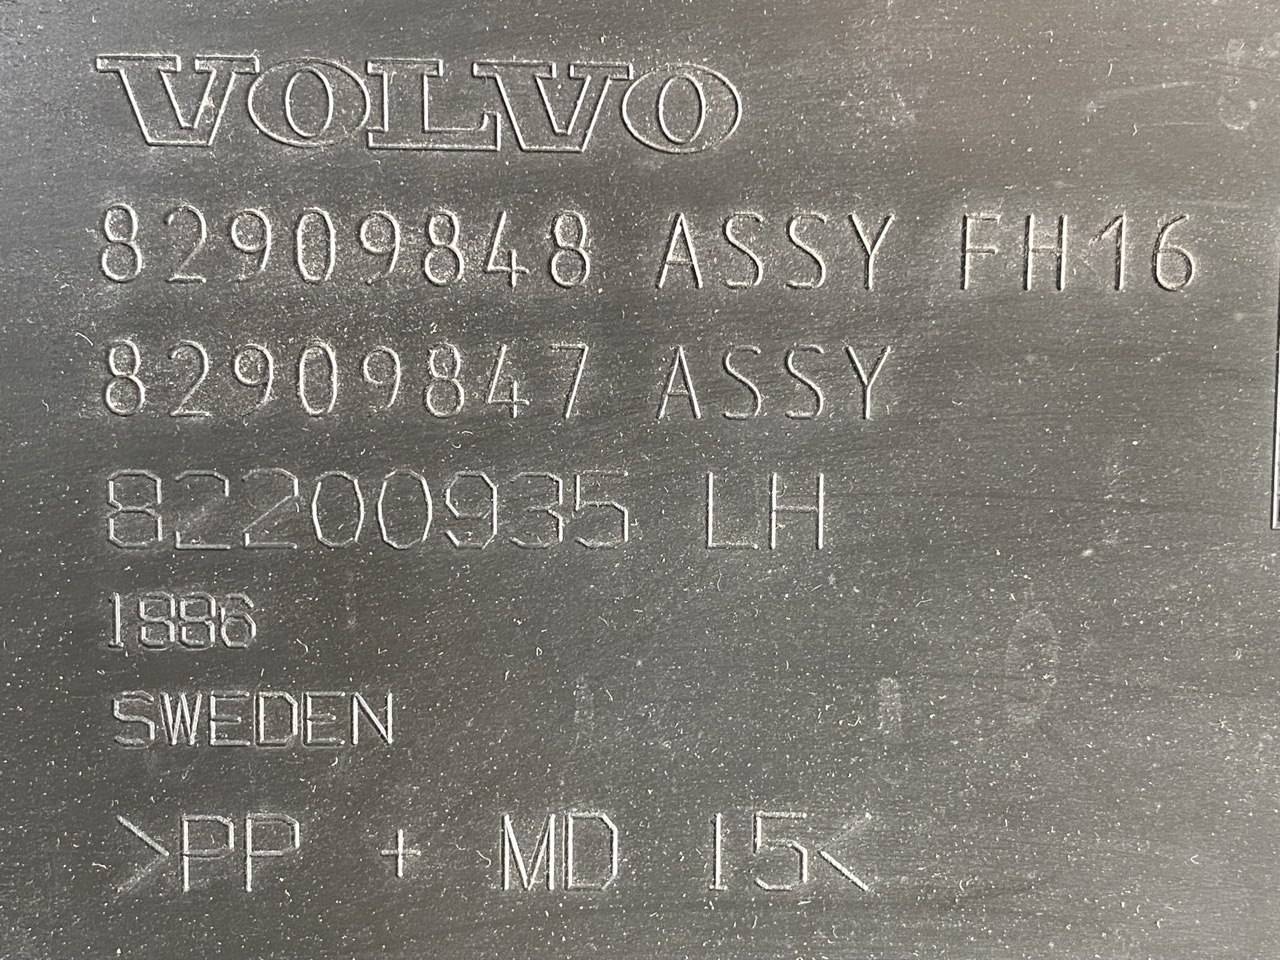 VOLVO
82909848 ASSY FH16
82909847 ASSY
82200935 LH
1886
SWEDEN
>PP + MD 15<